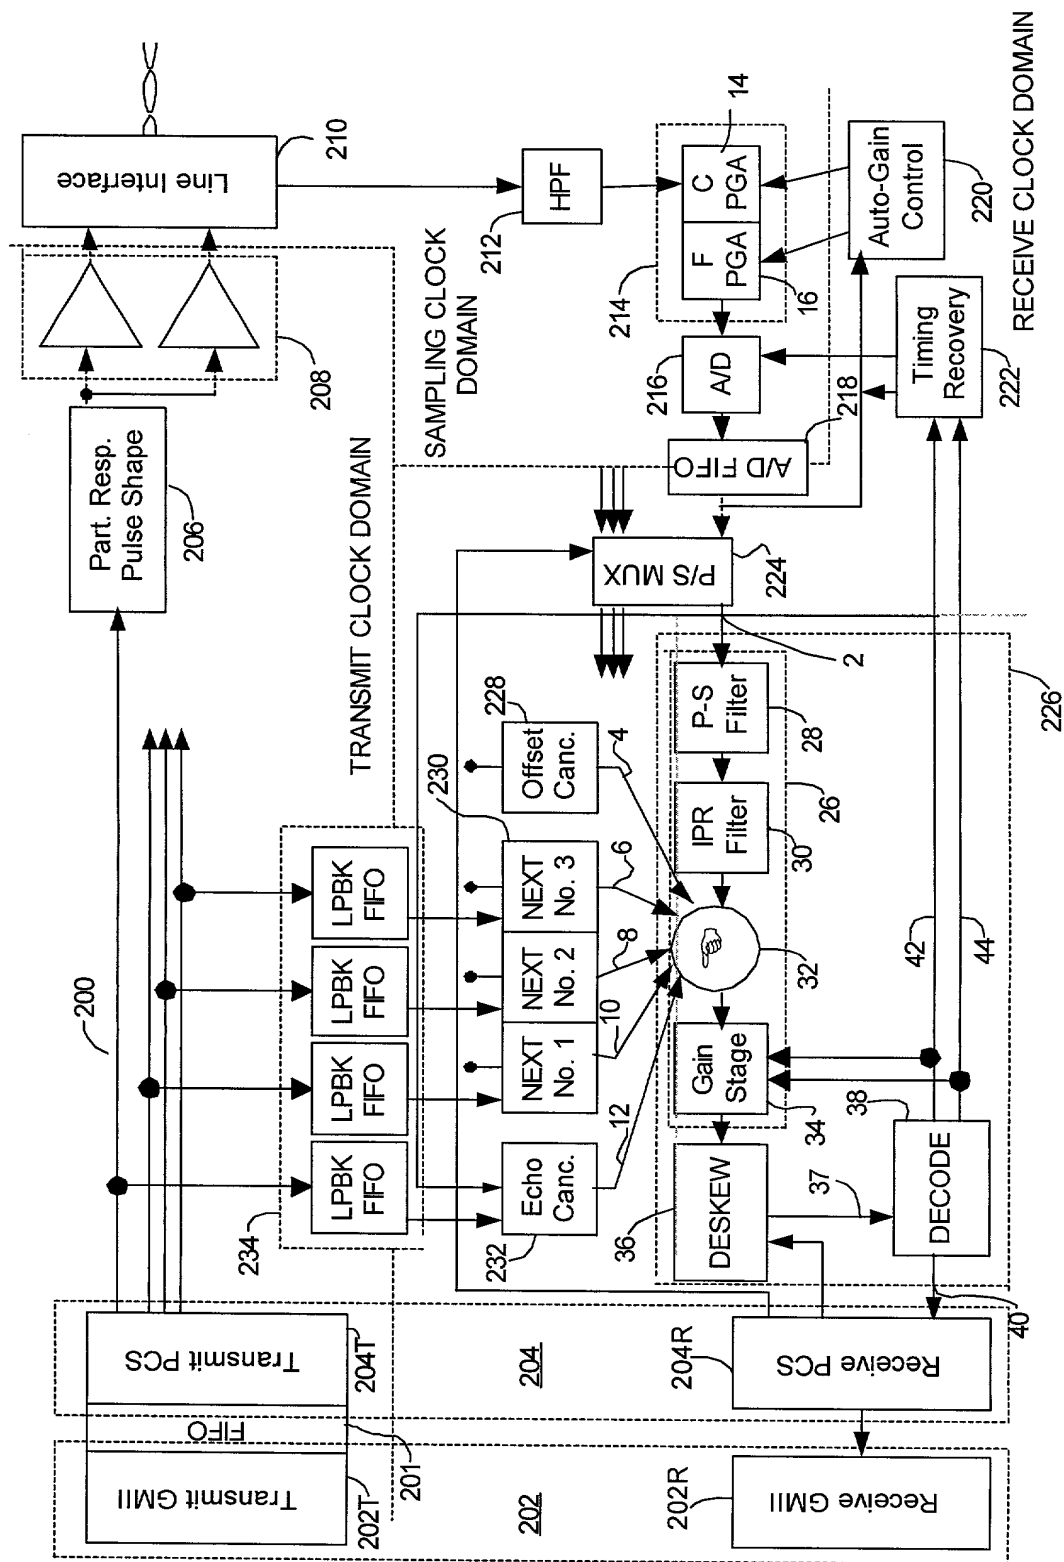 Transmit GMII
202T
FIFO
201
Transmit PCS
204T
200
Part. Resp.
Pulse Shape
206
208
Line Interface
210
TRANSMIT CLOCK DOMAIN
SAMPLING CLOCK
DOMAIN
RECEIVE CLOCK DOMAIN
HPF
212
C
PGA
14
F
PGA
16
214
Auto-Gain
Control
220
A/D
216
A/D FIFO
218
Timing
Recovery
222
P/S MUX
224
2
234
LPBK
FIFO
LPBK
FIFO
LPBK
FIFO
LPBK
FIFO
Echo
Canc.
232
NEXT
No. 1
NEXT
No. 2
NEXT
No. 3
230
Offset
Canc.
228
12
10
8
6
4
P-S
Filter
28
IPR
Filter
30
26
32
Gain
Stage
34
DESKEW
36
37
DECODE
38
40
42
44
226
204
Receive PCS
204R
202
Receive GMII
202R